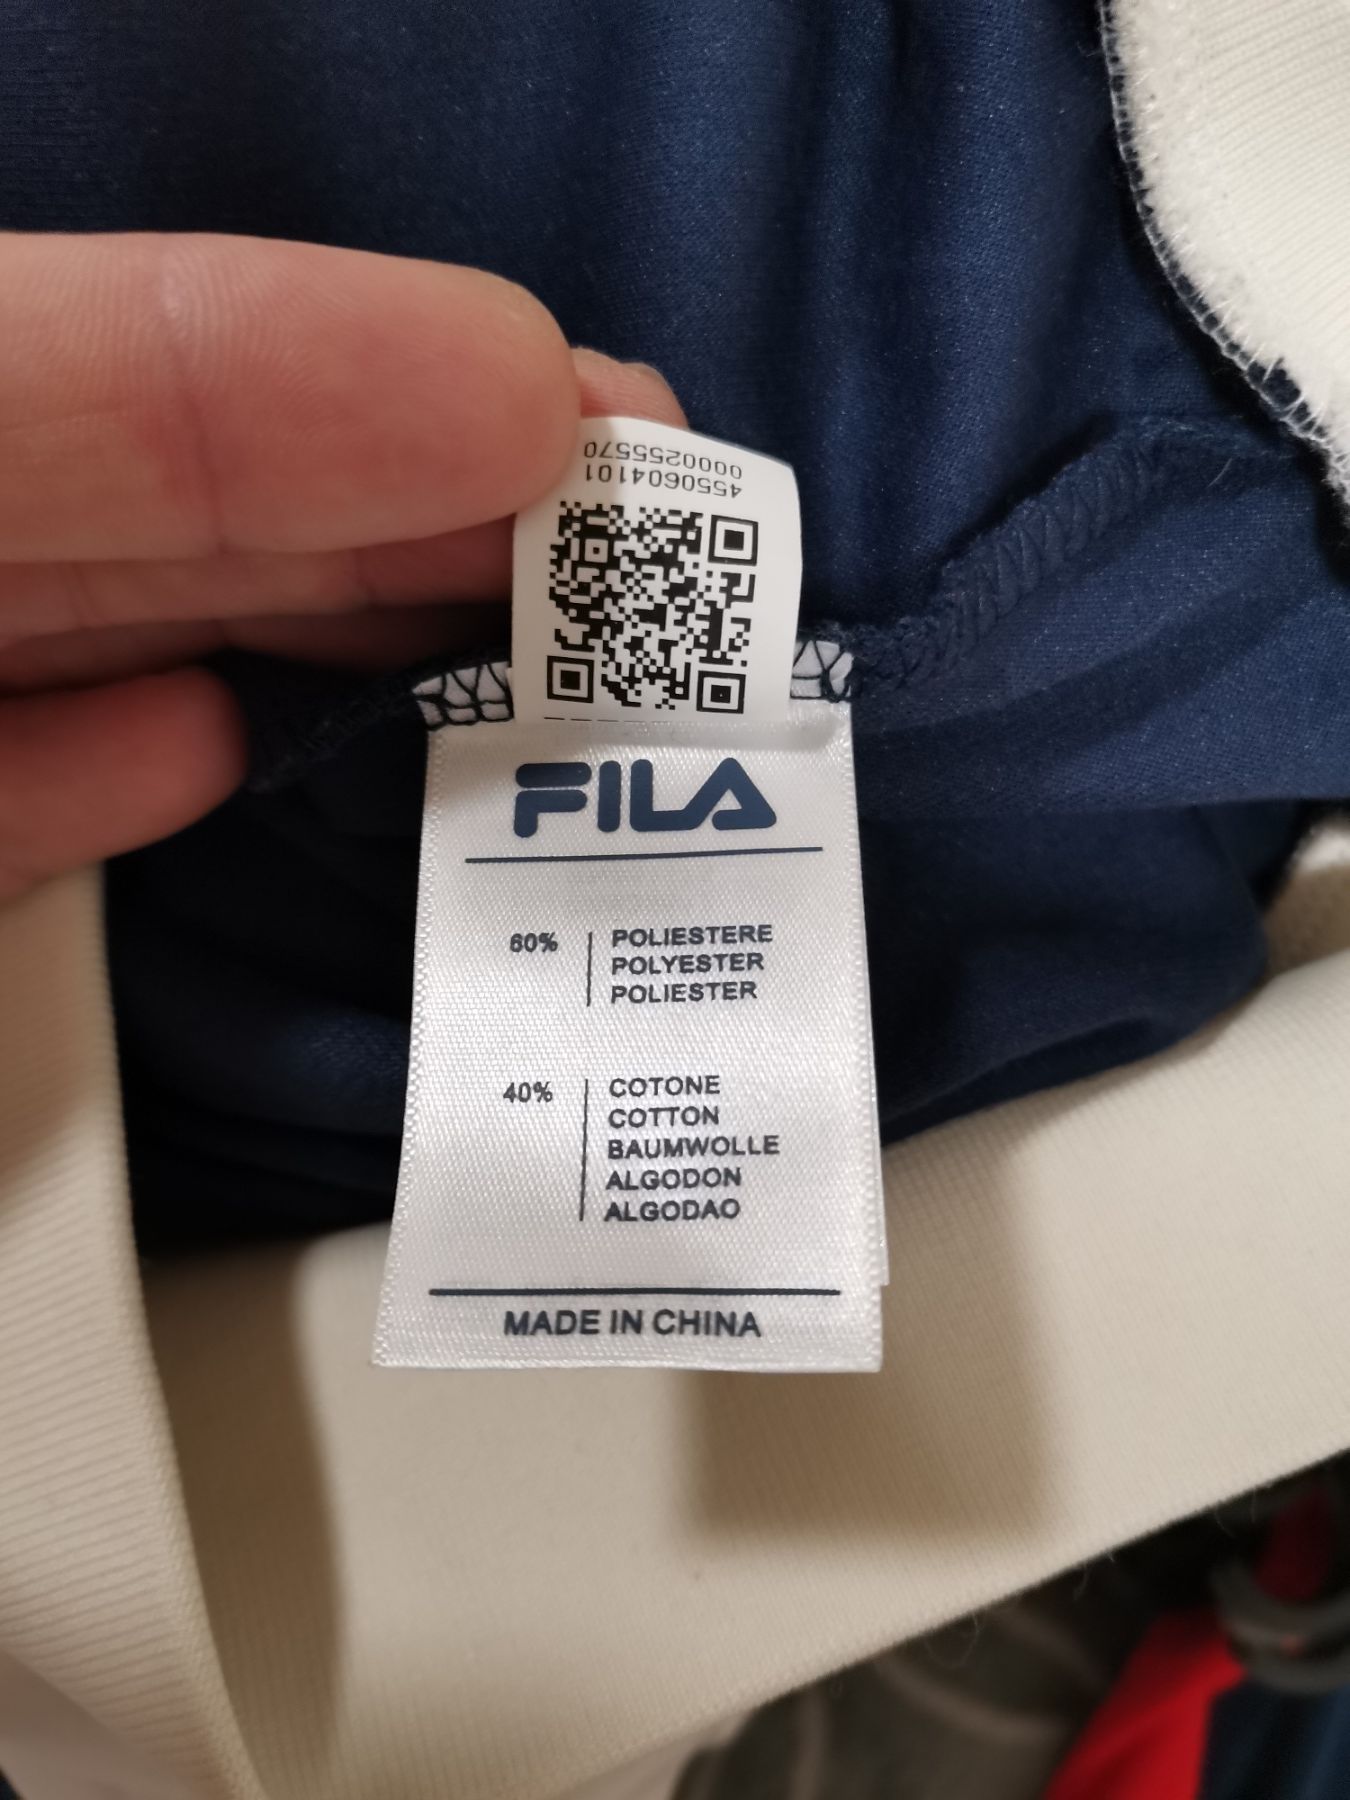 4550604101
0000255570
FILA
60% POLIESTERE
POLYESTER
POLIESTER
40% COTONE
COTTON
BAUMWOLLE
ALGODON
ALGODAO
MADE IN CHINA